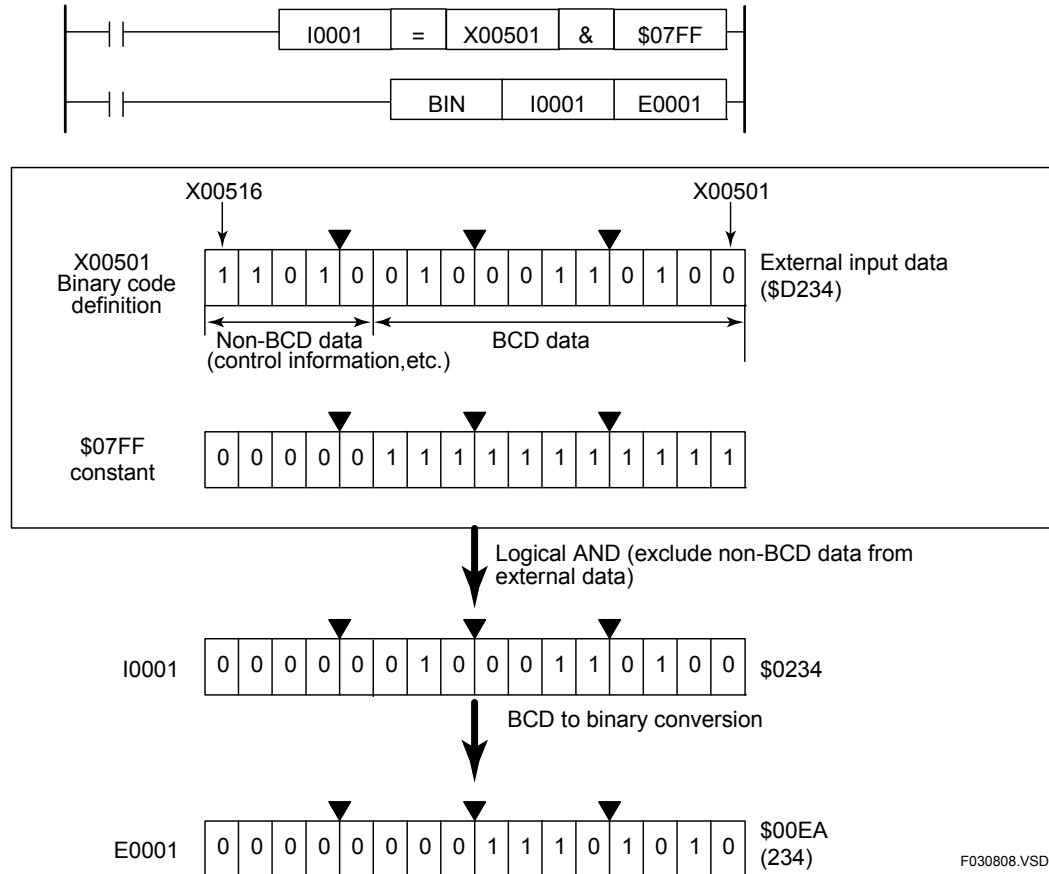 I0001 = X00501 & $07FF
BIN I0001 E0001
X00516 X00501
X00501
Binary code
definition
1 1 0 1 0 0 1 0 0 0 1 1 0 1 0 0
External input data
($D234)
Non-BCD data
(control information,etc.)
BCD data
$07FF
constant
0 0 0 0 0 1 1 1 1 1 1 1 1 1 1 1
Logical AND (exclude non-BCD data from
external data)
I0001 0 0 0 0 0 0 1 0 0 0 1 1 0 1 0 0 $0234
BCD to binary conversion
E0001 0 0 0 0 0 0 0 0 1 1 1 0 1 0 1 0
$00EA
(234)
F030808.VSD